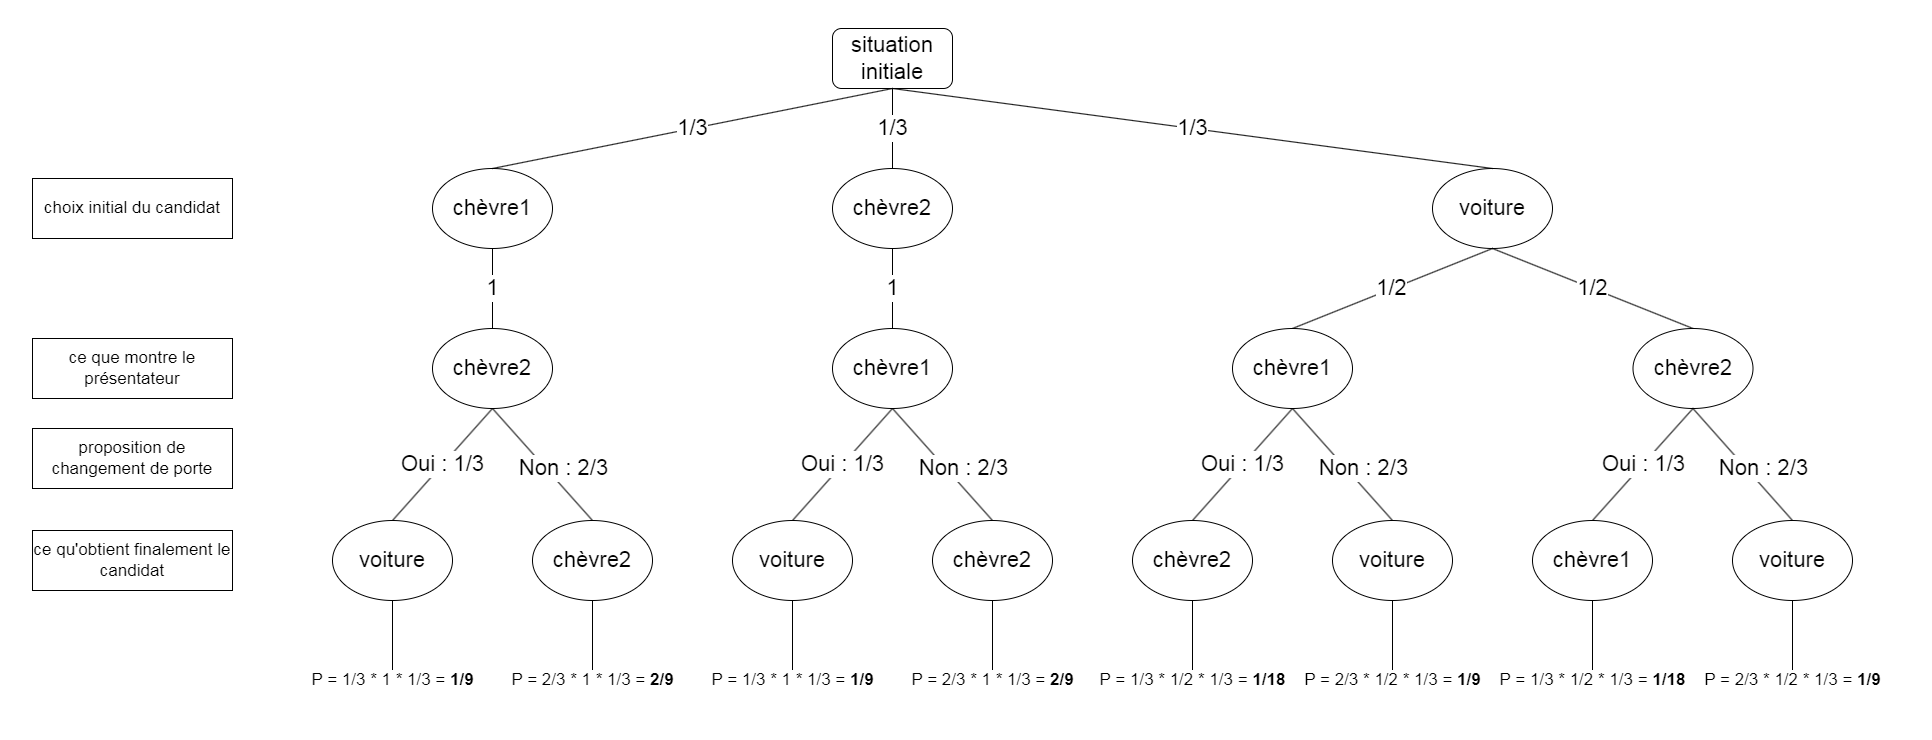 situation
initiale
1/3
1/3
1/3
choix initial du candidat
chèvre1
chèvre2
voiture
1
1
1/2
1/2
ce que montre le
présentateur
chèvre2
chèvre1
chèvre1
chèvre2
proposition de
changement de porte
Oui : 1/3
Non : 2/3
Oui : 1/3
Non : 2/3
Oui : 1/3
Non : 2/3
Oui : 1/3
Non : 2/3
ce qu'obtient finalement le
candidat
voiture
chèvre2
voiture
chèvre2
chèvre2
voiture
chèvre1
voiture
P = 1/3 * 1 * 1/3 = 1/9
P = 2/3 * 1 * 1/3 = 2/9
P = 1/3 * 1 * 1/3 = 1/9
P = 2/3 * 1 * 1/3 = 2/9
P = 1/3 * 1/2 * 1/3 = 1/18
P = 2/3 * 1/2 * 1/3 = 1/9
P = 1/3 * 1/2 * 1/3 = 1/18
P = 2/3 * 1/2 * 1/3 = 1/9